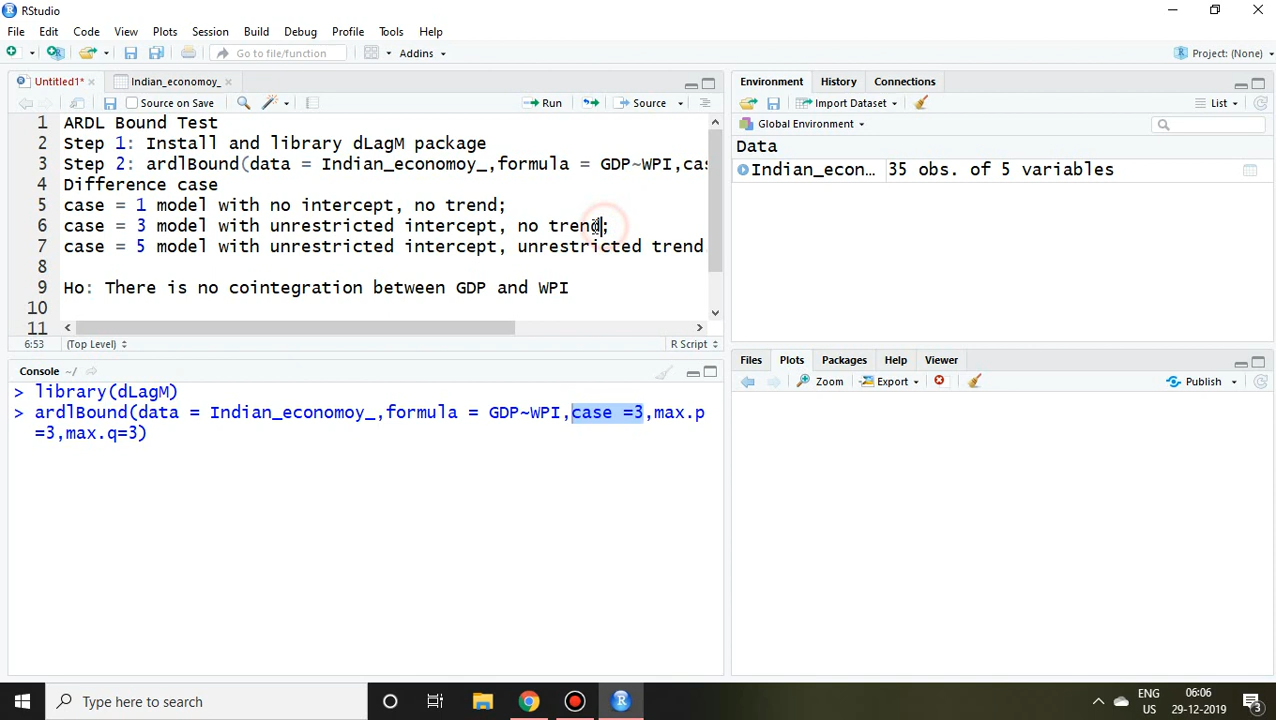 RStudio
File Edit Code View Plots Session Build Debug Profile Tools Help
Go to file/function
Addins
Project: (None)
Untitled1*
Indian_economoy_
Source on Save
Run
Source
1 ARDL Bound Test
2 Step 1: Install and library dLagM package
3 Step 2: ardlBound(data = Indian_economoy_,formula = GDP~WPI,cas
4 Difference case
5 case = 1 model with no intercept, no trend;
6 case = 3 model with unrestricted intercept, no trend;
7 case = 5 model with unrestricted intercept, unrestricted trend
8
9 Ho: There is no cointegration between GDP and WPI
10
11
6:53 (Top Level) R Script
Console ~/
> library(dLagM)
> ardlBound(data = Indian_economoy_,formula = GDP~WPI,case =3,max.p
=3,max.q=3)
Environment History Connections
Import Dataset
List
Global Environment
Data
Indian_econ… 35 obs. of 5 variables
Files Plots Packages Help Viewer
Zoom Export Publish
Type here to search
ENG
US
06:06
29-12-2019
3